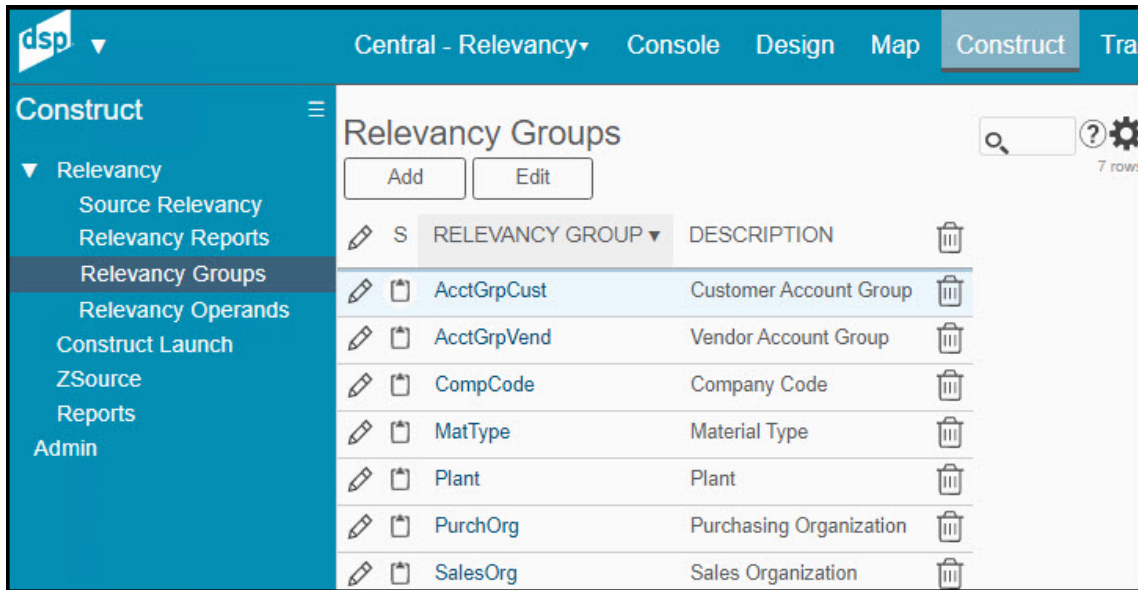 dsp ▼ Central - Relevancy▾ Console Design Map Construct Tra
Construct
▼ Relevancy
Source Relevancy
Relevancy Reports
Relevancy Groups
Relevancy Operands
Construct Launch
ZSource
Reports
Admin
Relevancy Groups
?
7 rows
Add Edit
S RELEVANCY GROUP ▼ DESCRIPTION
AcctGrpCust Customer Account Group
AcctGrpVend Vendor Account Group
CompCode Company Code
MatType Material Type
Plant Plant
PurchOrg Purchasing Organization
SalesOrg Sales Organization